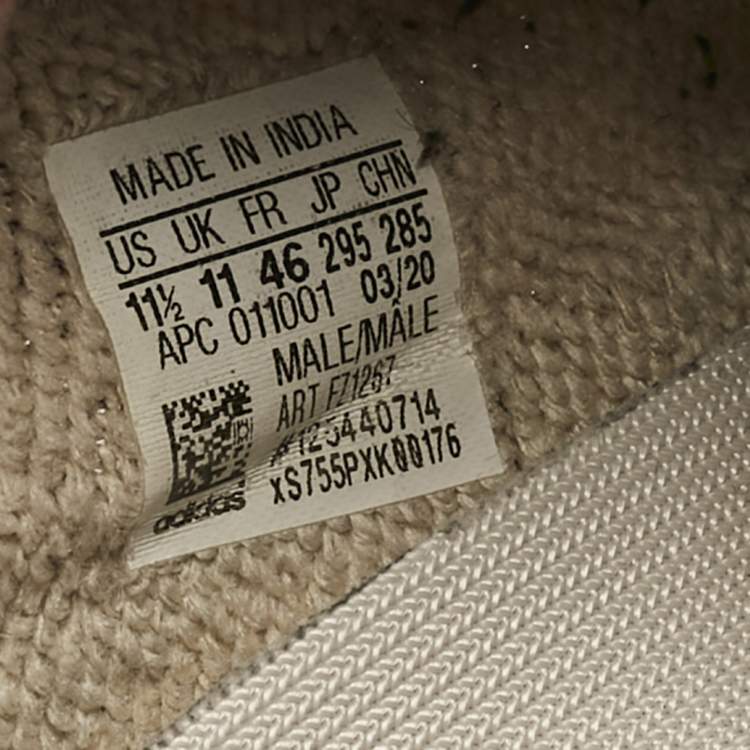 MADE IN INDIA
US UK FR JP CHN
11½ 11 46 295 285
APC 011001 03/20
MALE/MÂLE
ART FZ1267
#125440714
xS755PXK00176
adidas